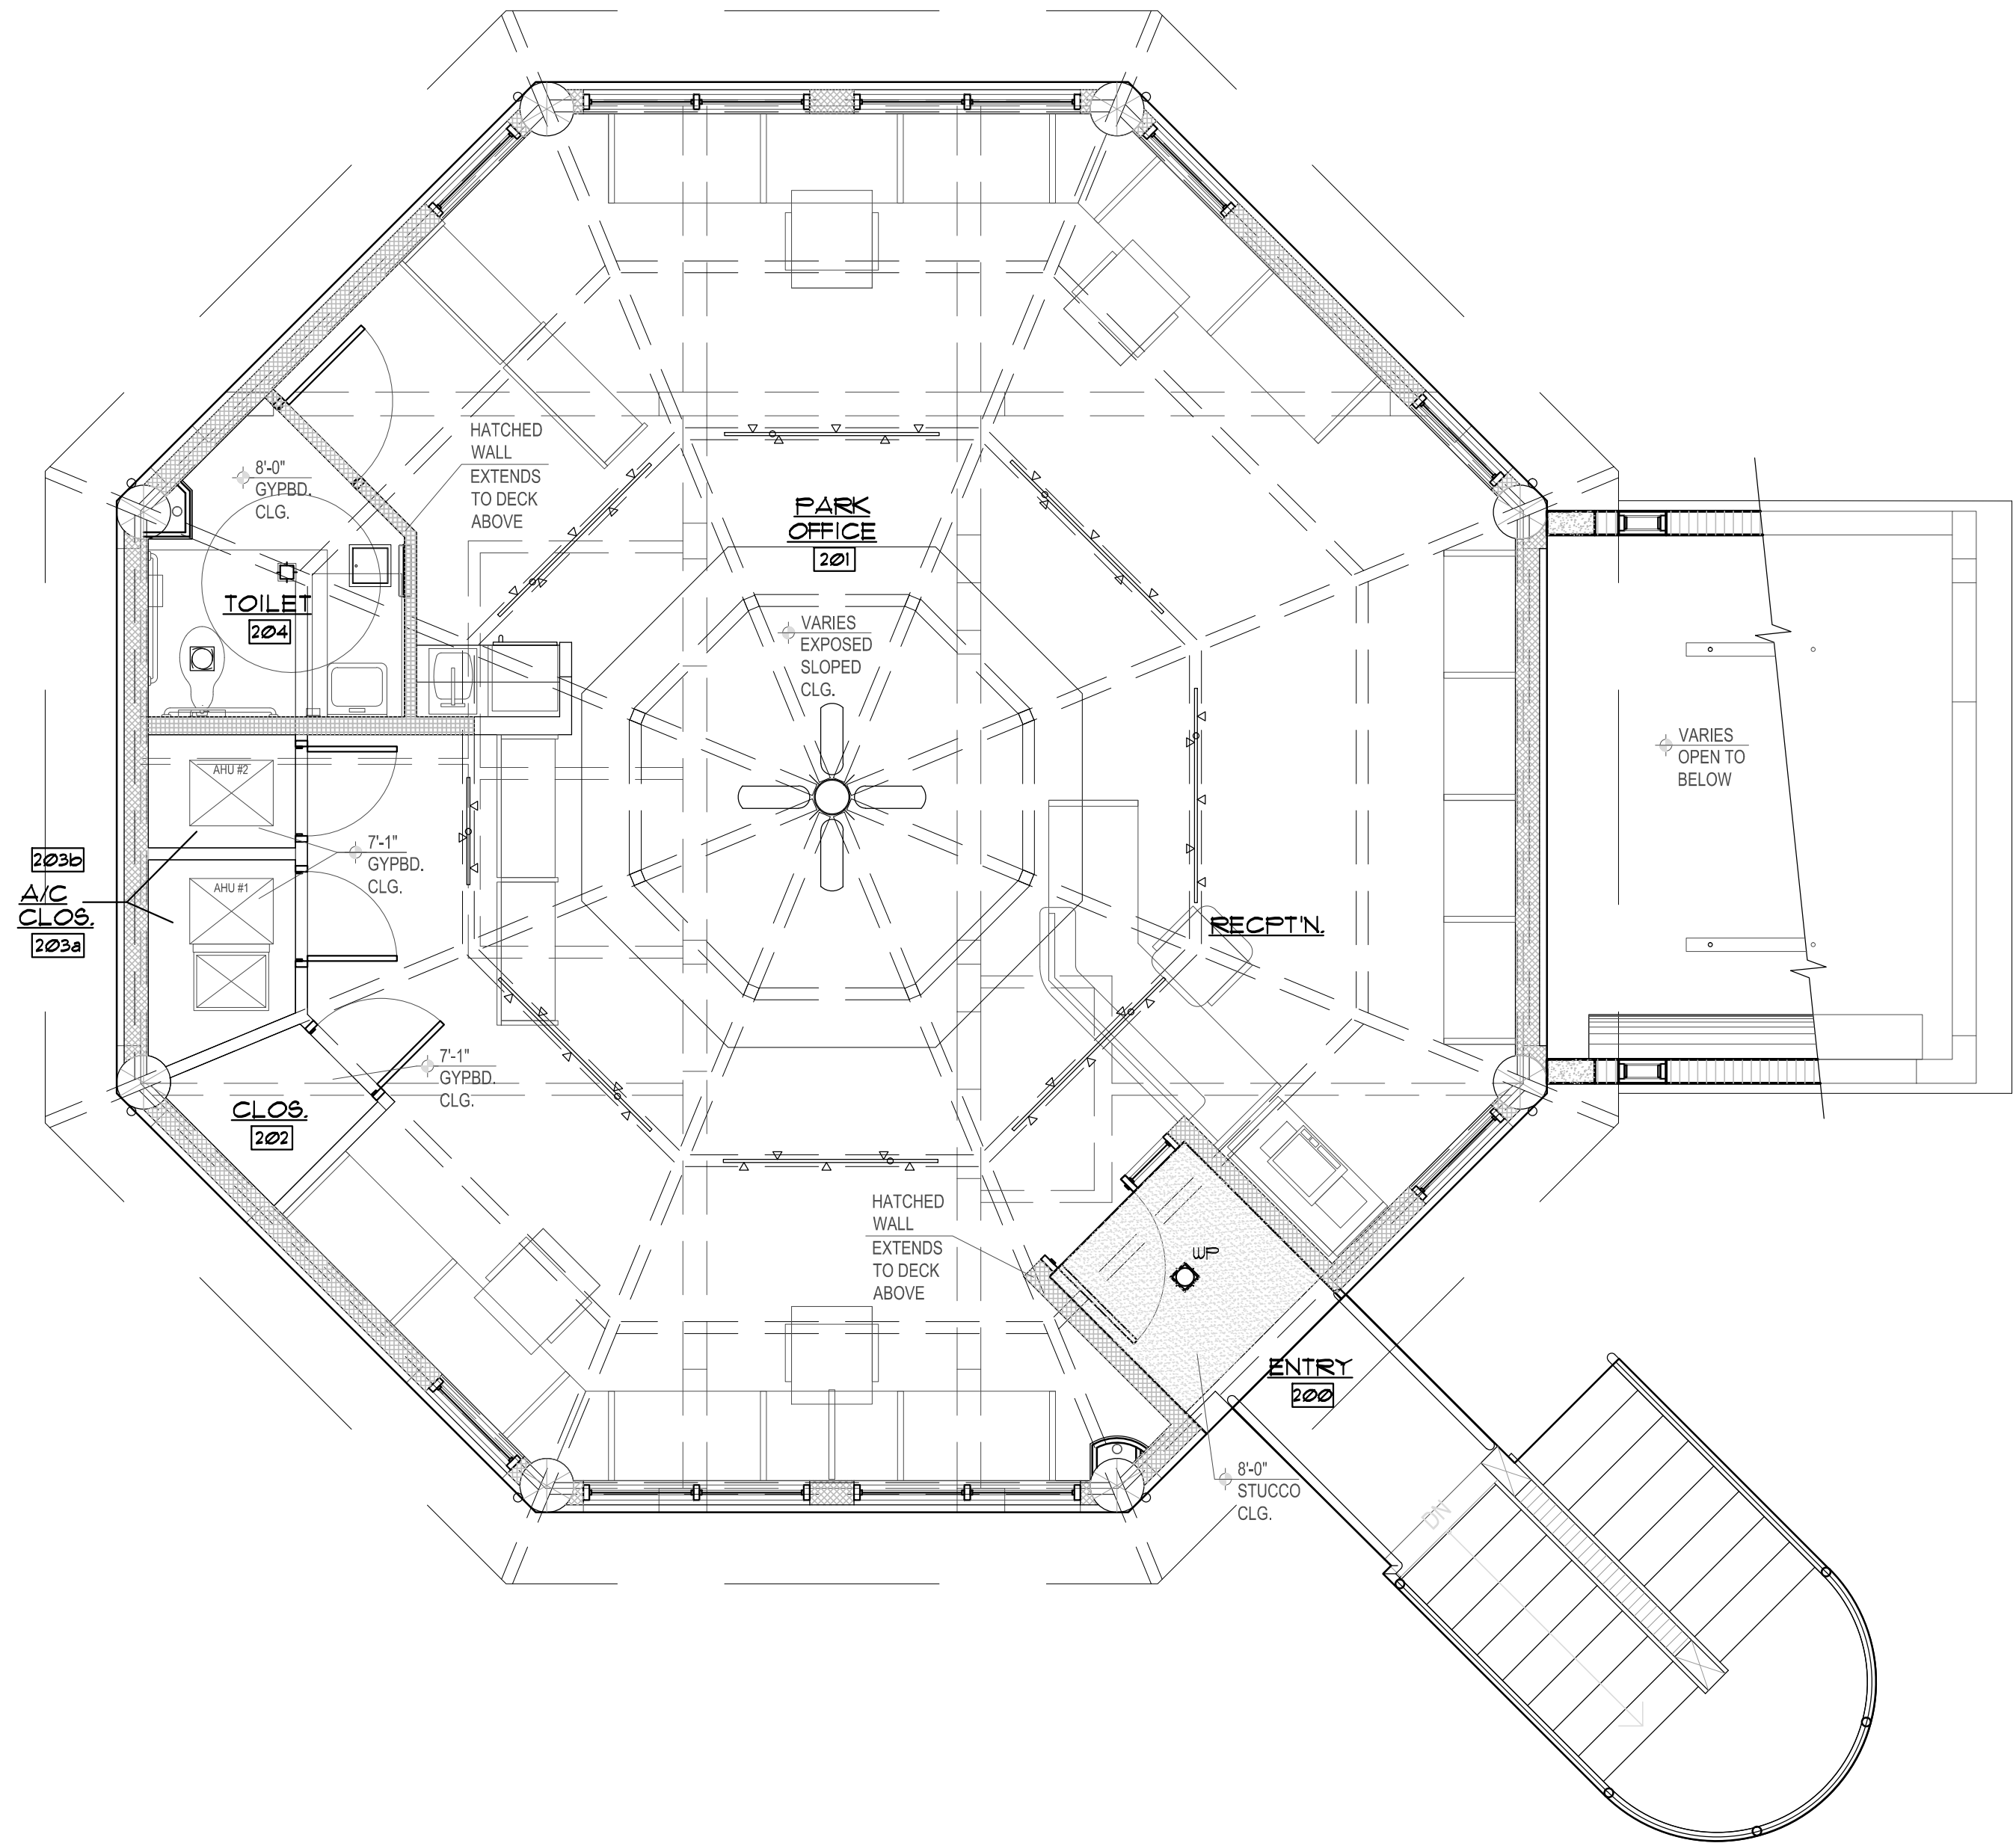 HATCHED
WALL
EXTENDS
TO DECK
ABOVE
8'-0"
GYPBD.
CLG.
PARK
OFFICE
201
TOILET
204
VARIES
EXPOSED
SLOPED
CLG.
VARIES
OPEN TO
BELOW
AHU #2
7'-1"
GYPBD.
CLG.
203b
A/C
CLOS.
203a
AHU #1
RECPT'N.
7'-1"
GYPBD.
CLG.
CLOS.
202
HATCHED
WALL
EXTENDS
TO DECK
ABOVE
WP
ENTRY
200
8'-0"
STUCCO
CLG.
DN